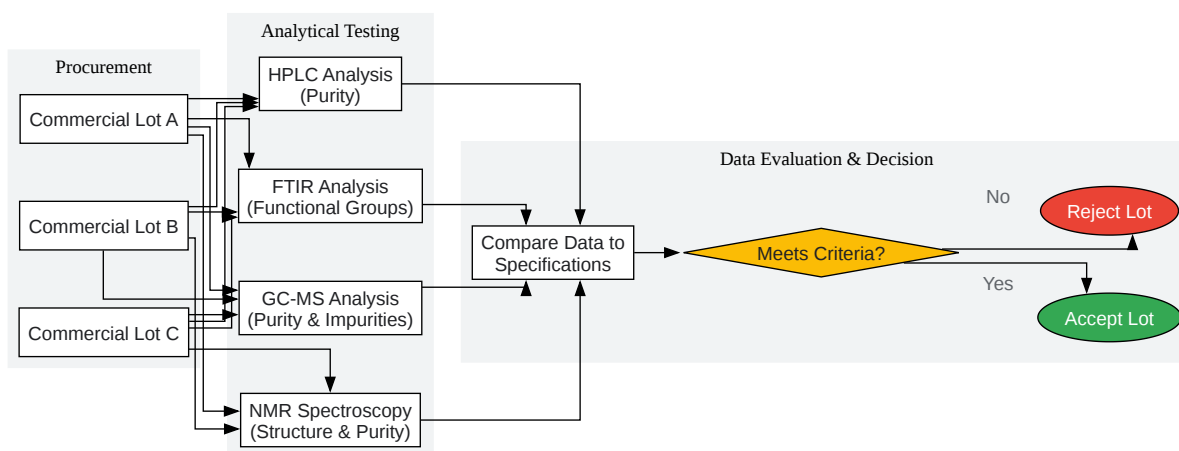 Procurement
Commercial Lot A
Commercial Lot B
Commercial Lot C
Analytical Testing
HPLC Analysis
(Purity)
FTIR Analysis
(Functional Groups)
GC-MS Analysis
(Purity & Impurities)
NMR Spectroscopy
(Structure & Purity)
Data Evaluation & Decision
Compare Data to
Specifications
Meets Criteria?
No
Reject Lot
Yes
Accept Lot